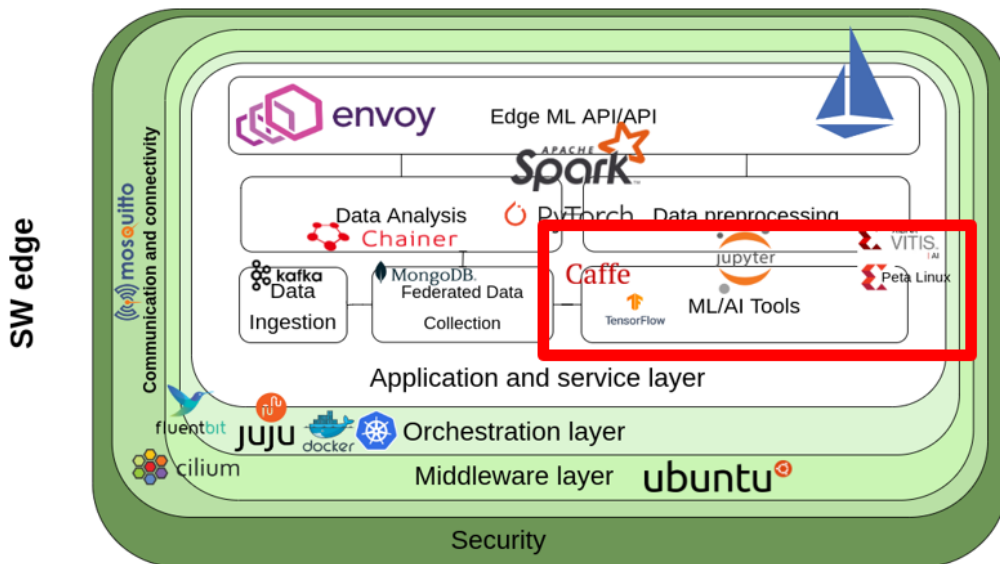 SW edge
Communication and connectivity
mosquitto
envoy
Edge ML API/API
APACHE
Spark
Data Analysis
PyTorch
Data preprocessing
Chainer
kafka
Data
Ingestion
MongoDB
Federated Data
Collection
Caffe
jupyter
VITIS.
AI
Peta Linux
TensorFlow
ML/AI Tools
Application and service layer
fluentbit
juju
docker
Orchestration layer
cilium
Middleware layer
ubuntu
Security